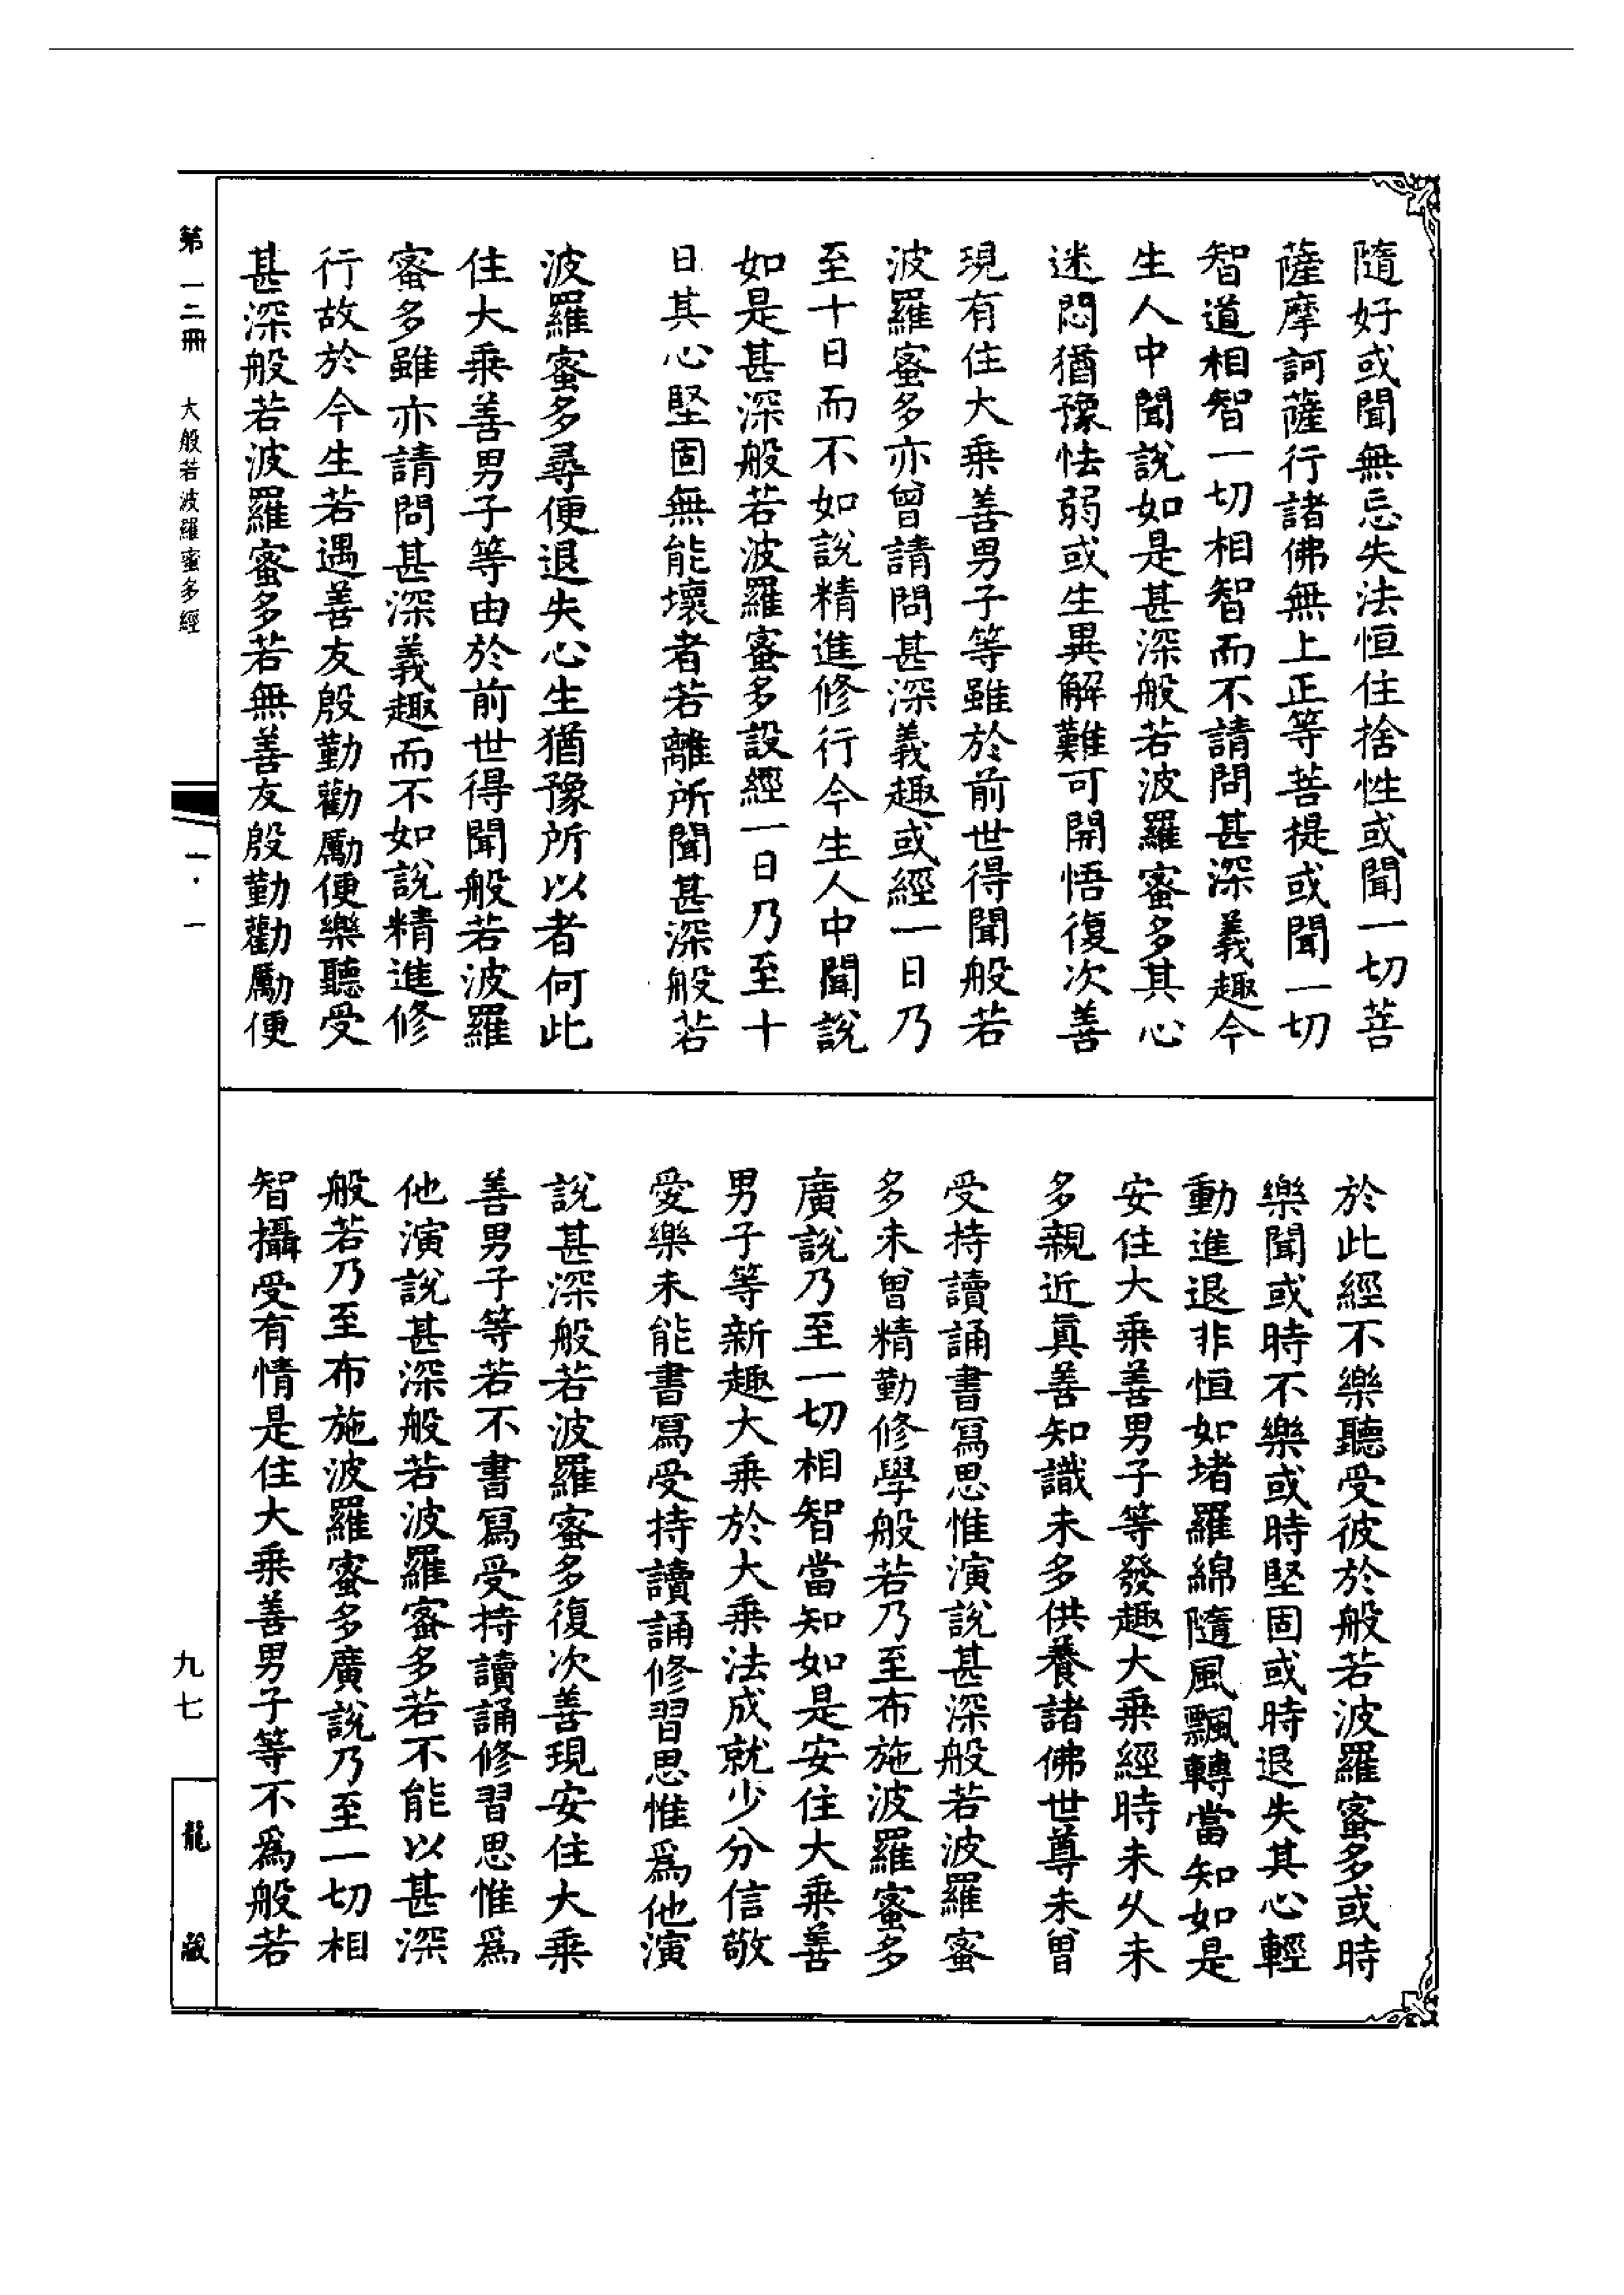 隨好或聞無忘失法恒住捨性或聞一切菩
薩摩訶薩行諸佛無上正等菩提或聞一切
智道相智一切相智而不請問甚深義趣今
生人中聞說如是甚深般若波羅蜜多其心
迷悶猶豫怯弱或生異解難可開悟復次善
現有住大乘善男子等雖於前世得聞般若
波羅蜜多亦曾請問甚深義趣或經一日乃
至十日而不如說精進修行今生人中聞說
如是甚深般若波羅蜜多設經一日乃至十
日其心堅固無能壞者若離所聞甚深般若
波羅蜜多尋便退失心生猶豫所以者何此
住大乘善男子等由於前世得聞般若波羅
蜜多雖亦請問甚深義趣而不如說精進修
行故於今生若遇善友殷勤勸勵便樂聽受
甚深般若波羅蜜多若無善友殷勤勸勵便
於此經不樂聽受彼於般若波羅蜜多或時
樂聞或時不樂或時堅固或時退失其心輕
動進退非恒如堵羅綿隨風飄轉當知如是
安住大乘善男子等發趣大乘經時未久未
多親近真善知識未多供養諸佛世尊未曾
受持讀誦書寫思惟演說甚深般若波羅蜜
多未曾精勤修學般若乃至布施波羅蜜多
廣說乃至一切相智當知如是安住大乘善
男子等新趣大乘於大乘法成就少分信敬
愛樂未能書寫受持讀誦修習思惟為他演
說甚深般若波羅蜜多復次善現安住大乘
善男子等若不書寫受持讀誦修習思惟為
他演說甚深般若波羅蜜多若不能以甚深
般若乃至布施波羅蜜多廣說乃至一切相
智攝受有情是住大乘善男子等不為般若
第一二冊 大般若波羅蜜多經
一·一
九七
龍藏